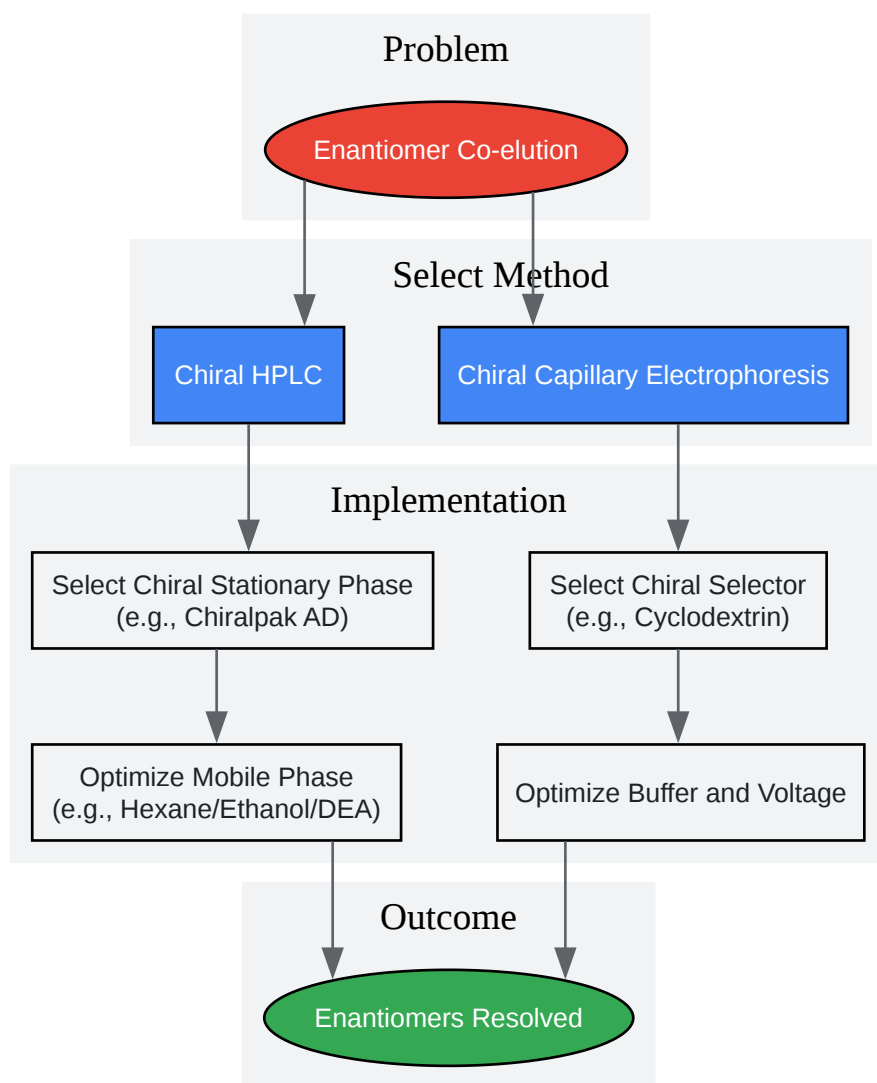 Problem
Enantiomer Co-elution
Select Method
Chiral HPLC
Chiral Capillary Electrophoresis
Implementation
Select Chiral Stationary Phase
(e.g., Chiralpak AD)
Select Chiral Selector
(e.g., Cyclodextrin)
Optimize Mobile Phase
(e.g., Hexane/Ethanol/DEA)
Optimize Buffer and Voltage
Outcome
Enantiomers Resolved